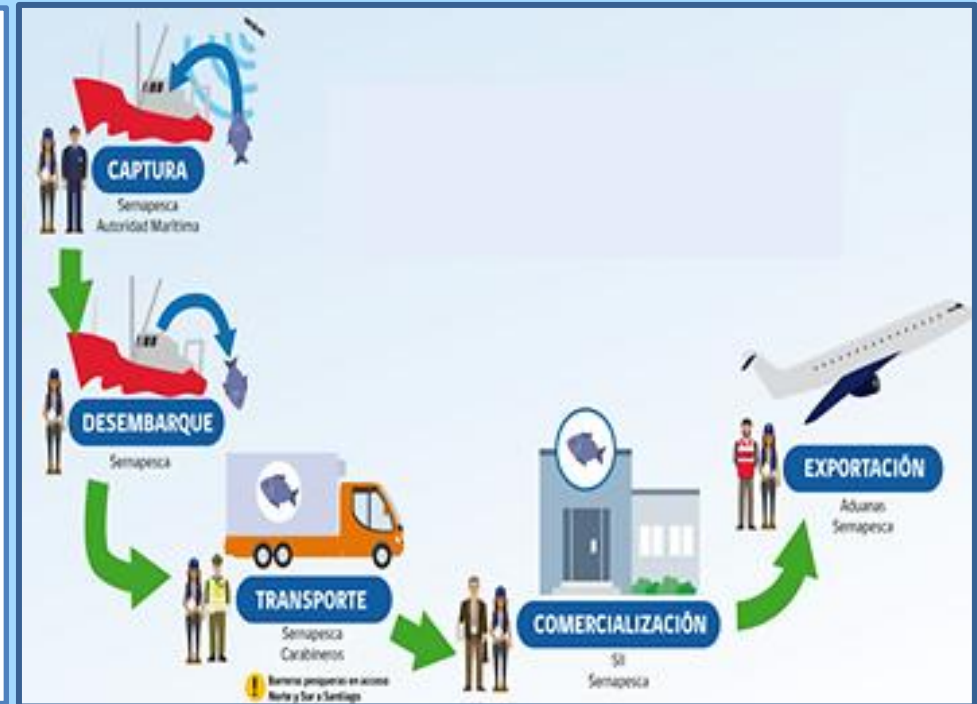 CAPTURA
Sernapesca
Autoridad Marítima
DESEMBARQUE
Sernapesca
TRANSPORTE
Sernapesca
Carabineros
! Barreras pesqueras en acceso
Norte y Sur a Santiago
COMERCIALIZACIÓN
SII
Sernapesca
EXPORTACIÓN
Aduanas
Sernapesca